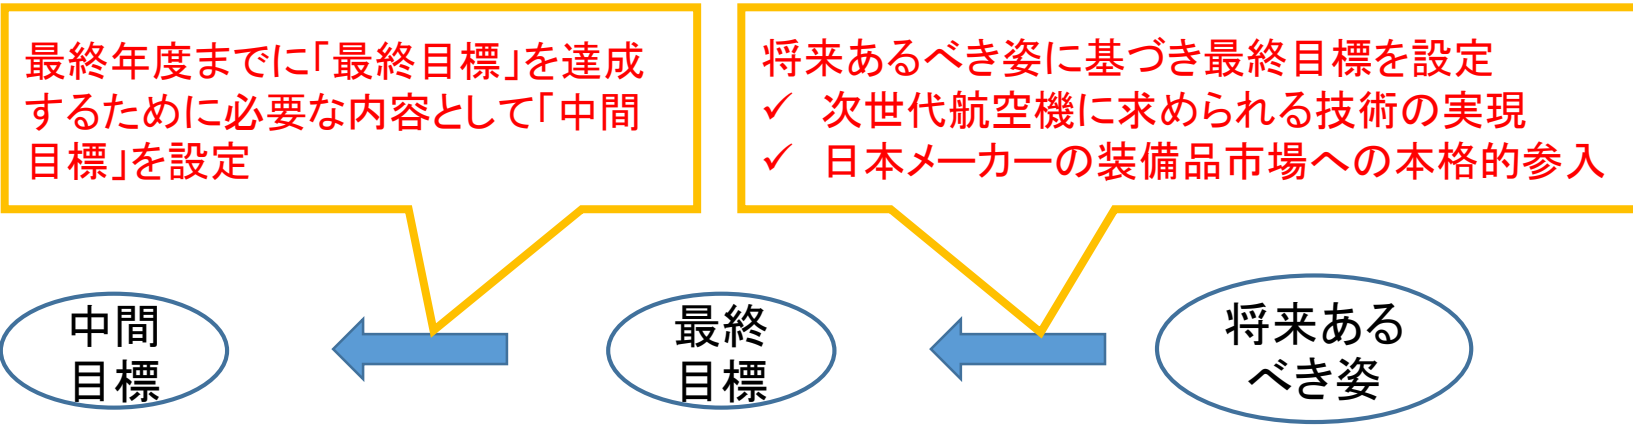 最終年度までに「最終目標」を達成
するために必要な内容として「中間
目標」を設定
将来あるべき姿に基づき最終目標を設定
✓ 次世代航空機に求められる技術の実現
✓ 日本メーカーの装備品市場への本格的参入
中間
目標
最終
目標
将来ある
べき姿